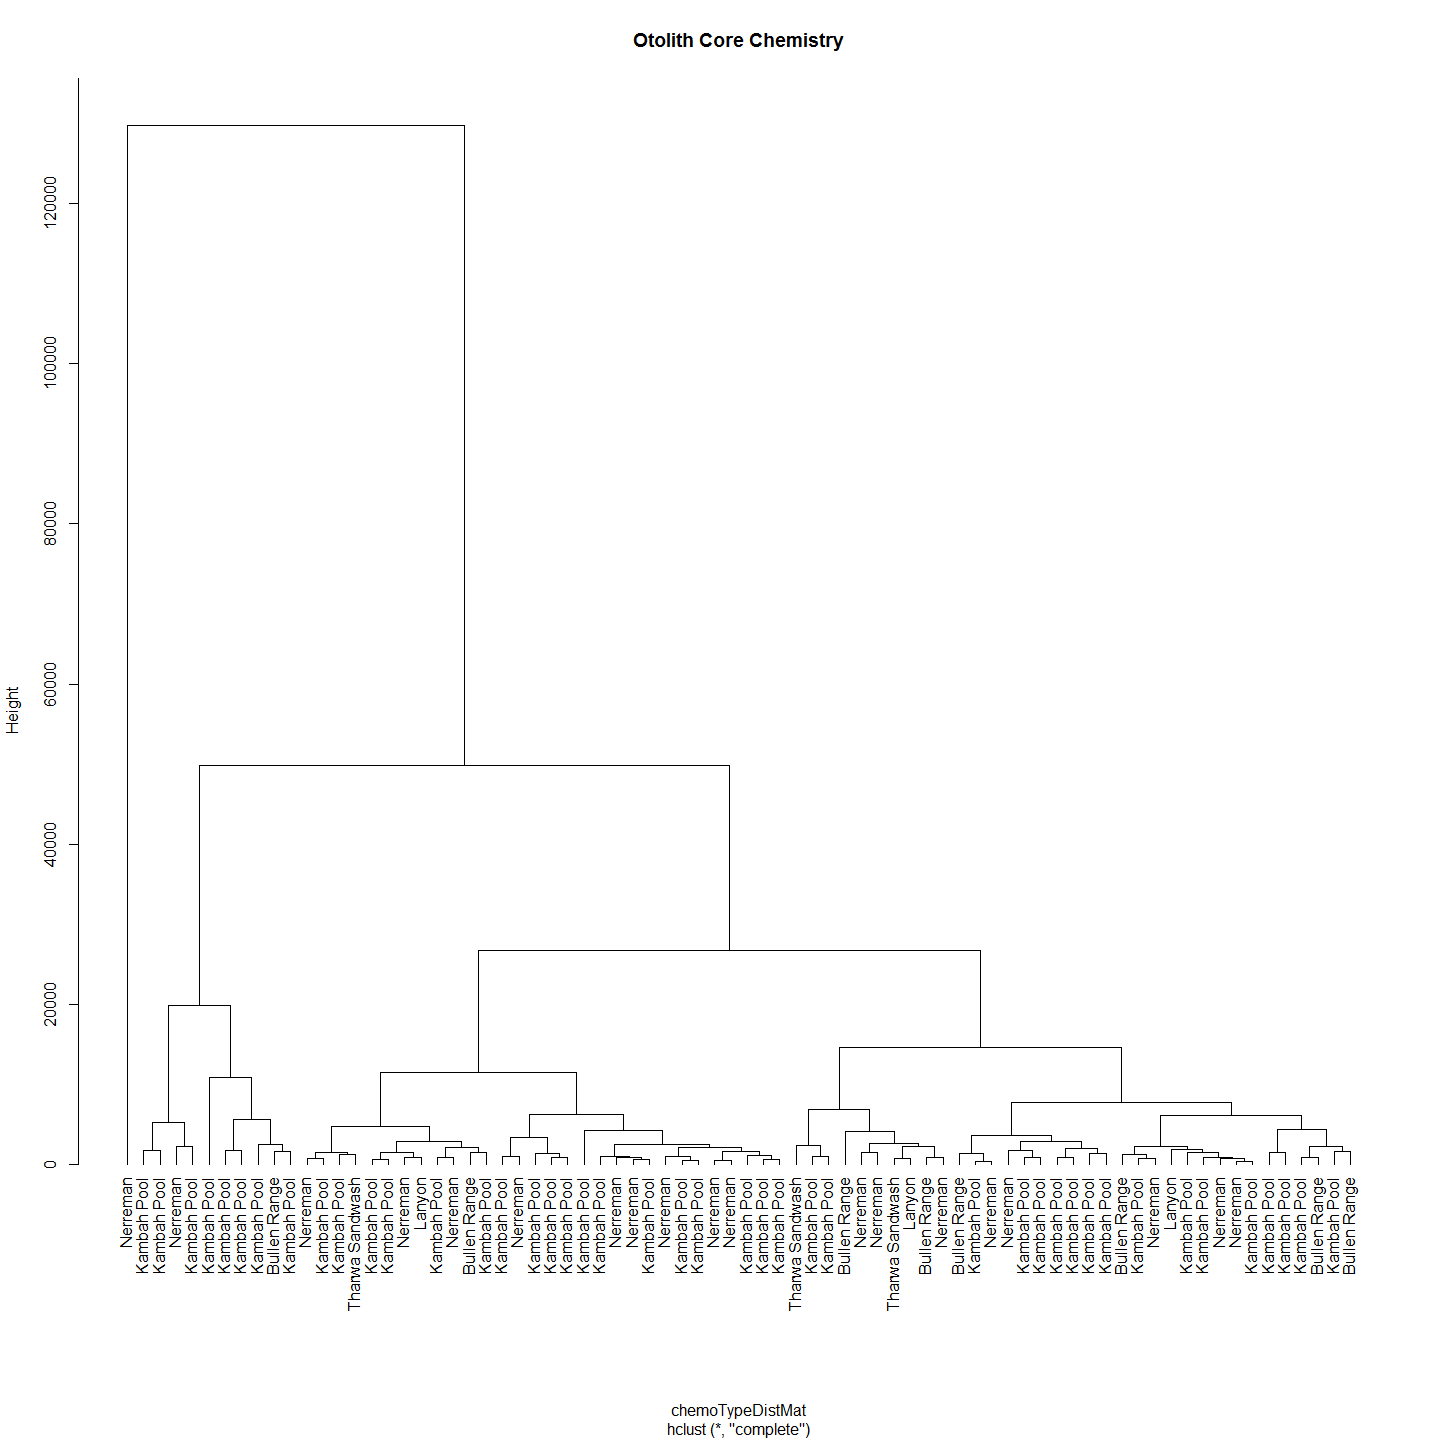 Otolith Core Chemistry
Height
120000
100000
80000
60000
40000
20000
0
Nerreman
Kambah Pool
Kambah Pool
Nerreman
Kambah Pool
Kambah Pool
Kambah Pool
Kambah Pool
Kambah Pool
Bullen Range
Kambah Pool
Nerreman
Kambah Pool
Kambah Pool
Tharwa Sandwash
Kambah Pool
Kambah Pool
Nerreman
Lanyon
Kambah Pool
Nerreman
Bullen Range
Kambah Pool
Kambah Pool
Nerreman
Kambah Pool
Kambah Pool
Kambah Pool
Kambah Pool
Kambah Pool
Nerreman
Nerreman
Kambah Pool
Nerreman
Kambah Pool
Kambah Pool
Nerreman
Nerreman
Kambah Pool
Kambah Pool
Kambah Pool
Tharwa Sandwash
Kambah Pool
Kambah Pool
Bullen Range
Nerreman
Nerreman
Tharwa Sandwash
Lanyon
Bullen Range
Nerreman
Bullen Range
Kambah Pool
Nerreman
Nerreman
Kambah Pool
Kambah Pool
Kambah Pool
Kambah Pool
Kambah Pool
Kambah Pool
Bullen Range
Kambah Pool
Nerreman
Lanyon
Kambah Pool
Kambah Pool
Nerreman
Nerreman
Kambah Pool
Kambah Pool
Kambah Pool
Kambah Pool
Bullen Range
Kambah Pool
Bullen Range
chemoTypeDistMat
hclust (*, "complete")